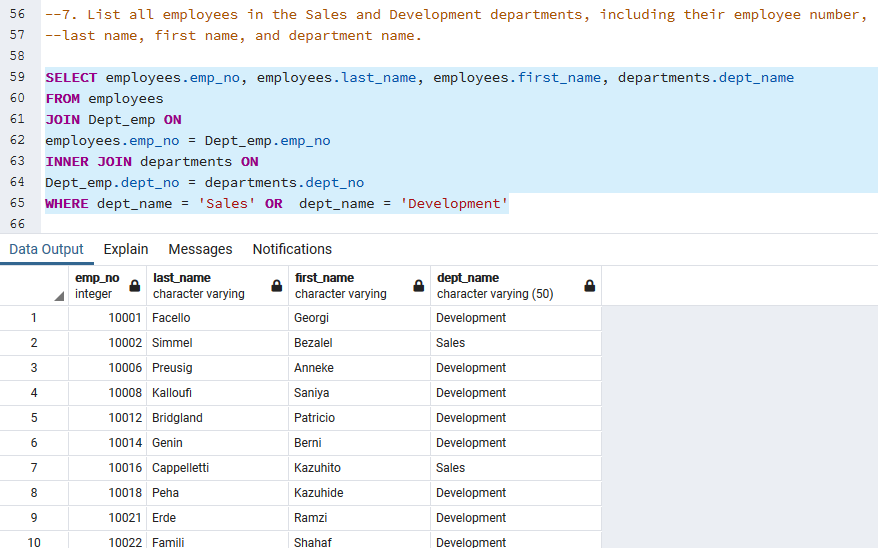 56 --7. List all employees in the Sales and Development departments, including their employee number,
57 --last name, first name, and department name.
58
59 SELECT employees.emp_no, employees.last_name, employees.first_name, departments.dept_name
60 FROM employees
61 JOIN Dept_emp ON
62 employees.emp_no = Dept_emp.emp_no
63 INNER JOIN departments ON
64 Dept_emp.dept_no = departments.dept_no
65 WHERE dept_name = 'Sales' OR  dept_name = 'Development'
66
Data Output Explain Messages Notifications
emp_no last_name first_name dept_name
integer character varying character varying character varying (50)
1 10001 Facello Georgi Development
2 10002 Simmel Bezalel Sales
3 10006 Preusig Anneke Development
4 10008 Kalloufi Saniya Development
5 10012 Bridgland Patricio Development
6 10014 Genin Berni Development
7 10016 Cappelletti Kazuhito Sales
8 10018 Peha Kazuhide Development
9 10021 Erde Ramzi Development
10 10022 Famili Shahaf Development